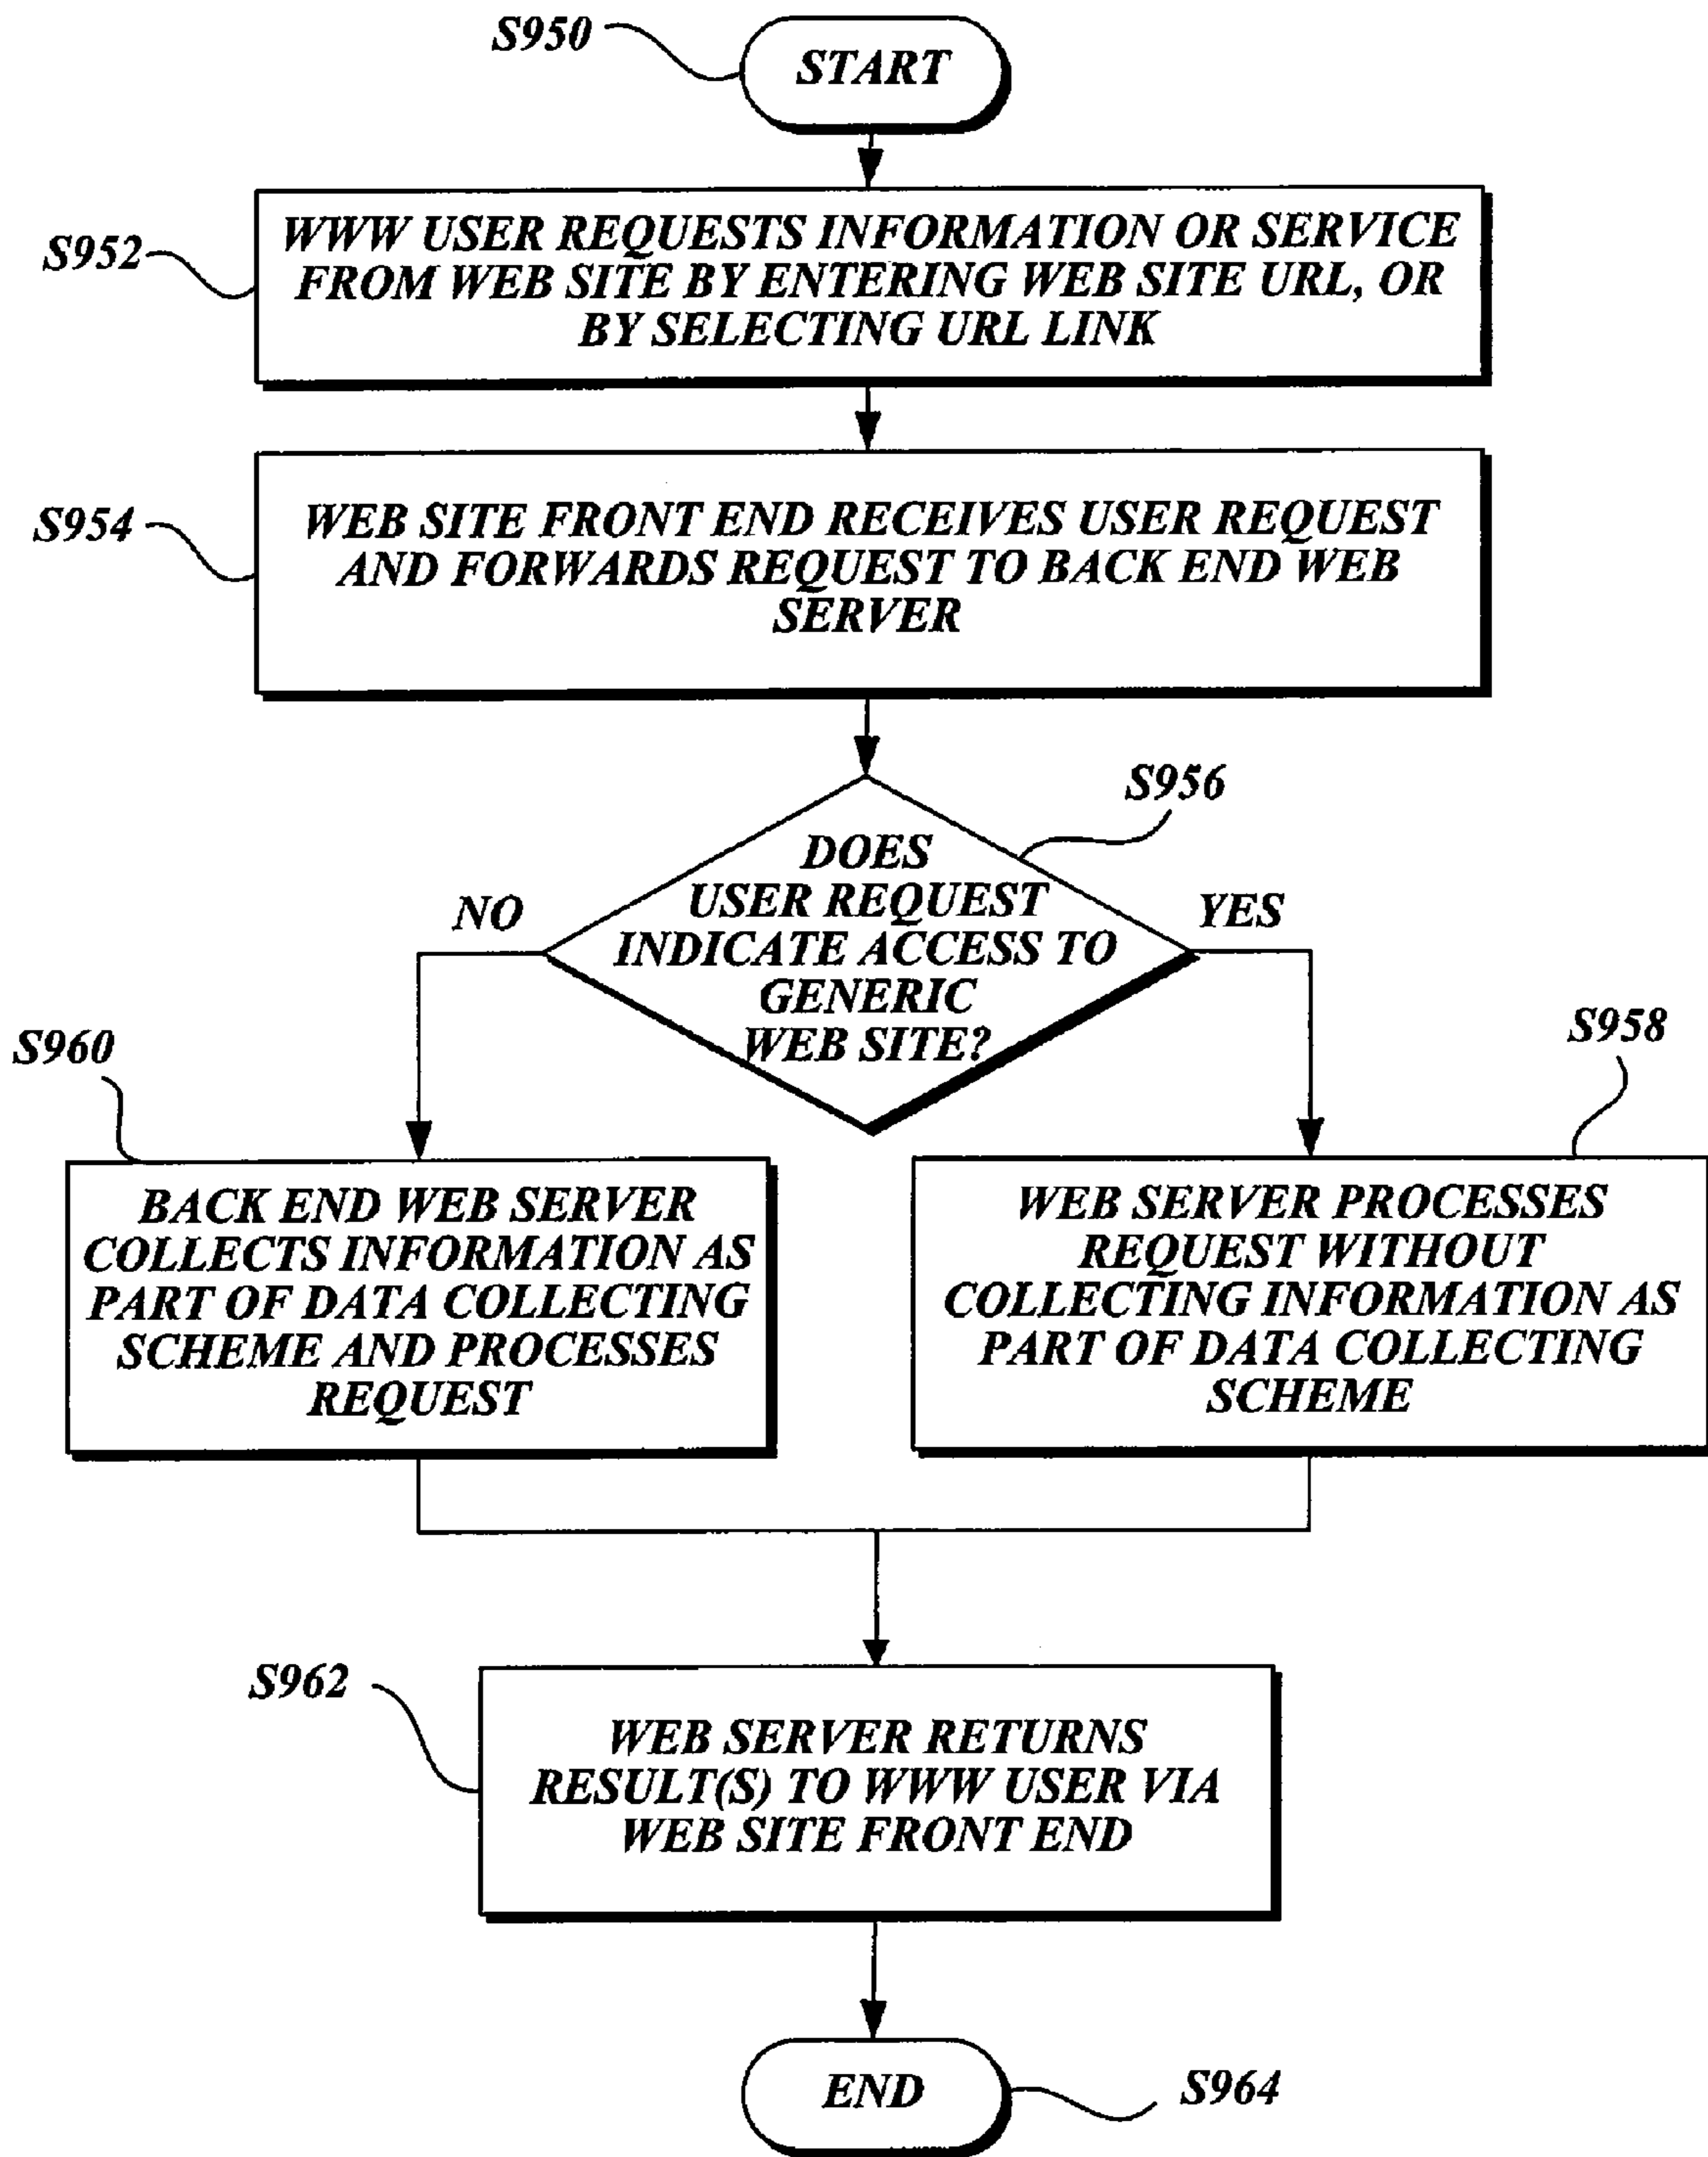 S950
START
S952
WWW USER REQUESTS INFORMATION OR SERVICE
FROM WEB SITE BY ENTERING WEB SITE URL, OR
BY SELECTING URL LINK
S954
WEB SITE FRONT END RECEIVES USER REQUEST
AND FORWARDS REQUEST TO BACK END WEB
SERVER
S956
DOES
USER REQUEST
INDICATE ACCESS TO
GENERIC
WEB SITE?
NO
YES
S960
BACK END WEB SERVER
COLLECTS INFORMATION AS
PART OF DATA COLLECTING
SCHEME AND PROCESSES
REQUEST
S958
WEB SERVER PROCESSES
REQUEST WITHOUT
COLLECTING INFORMATION AS
PART OF DATA COLLECTING
SCHEME
S962
WEB SERVER RETURNS
RESULT(S) TO WWW USER VIA
WEB SITE FRONT END
END
S964